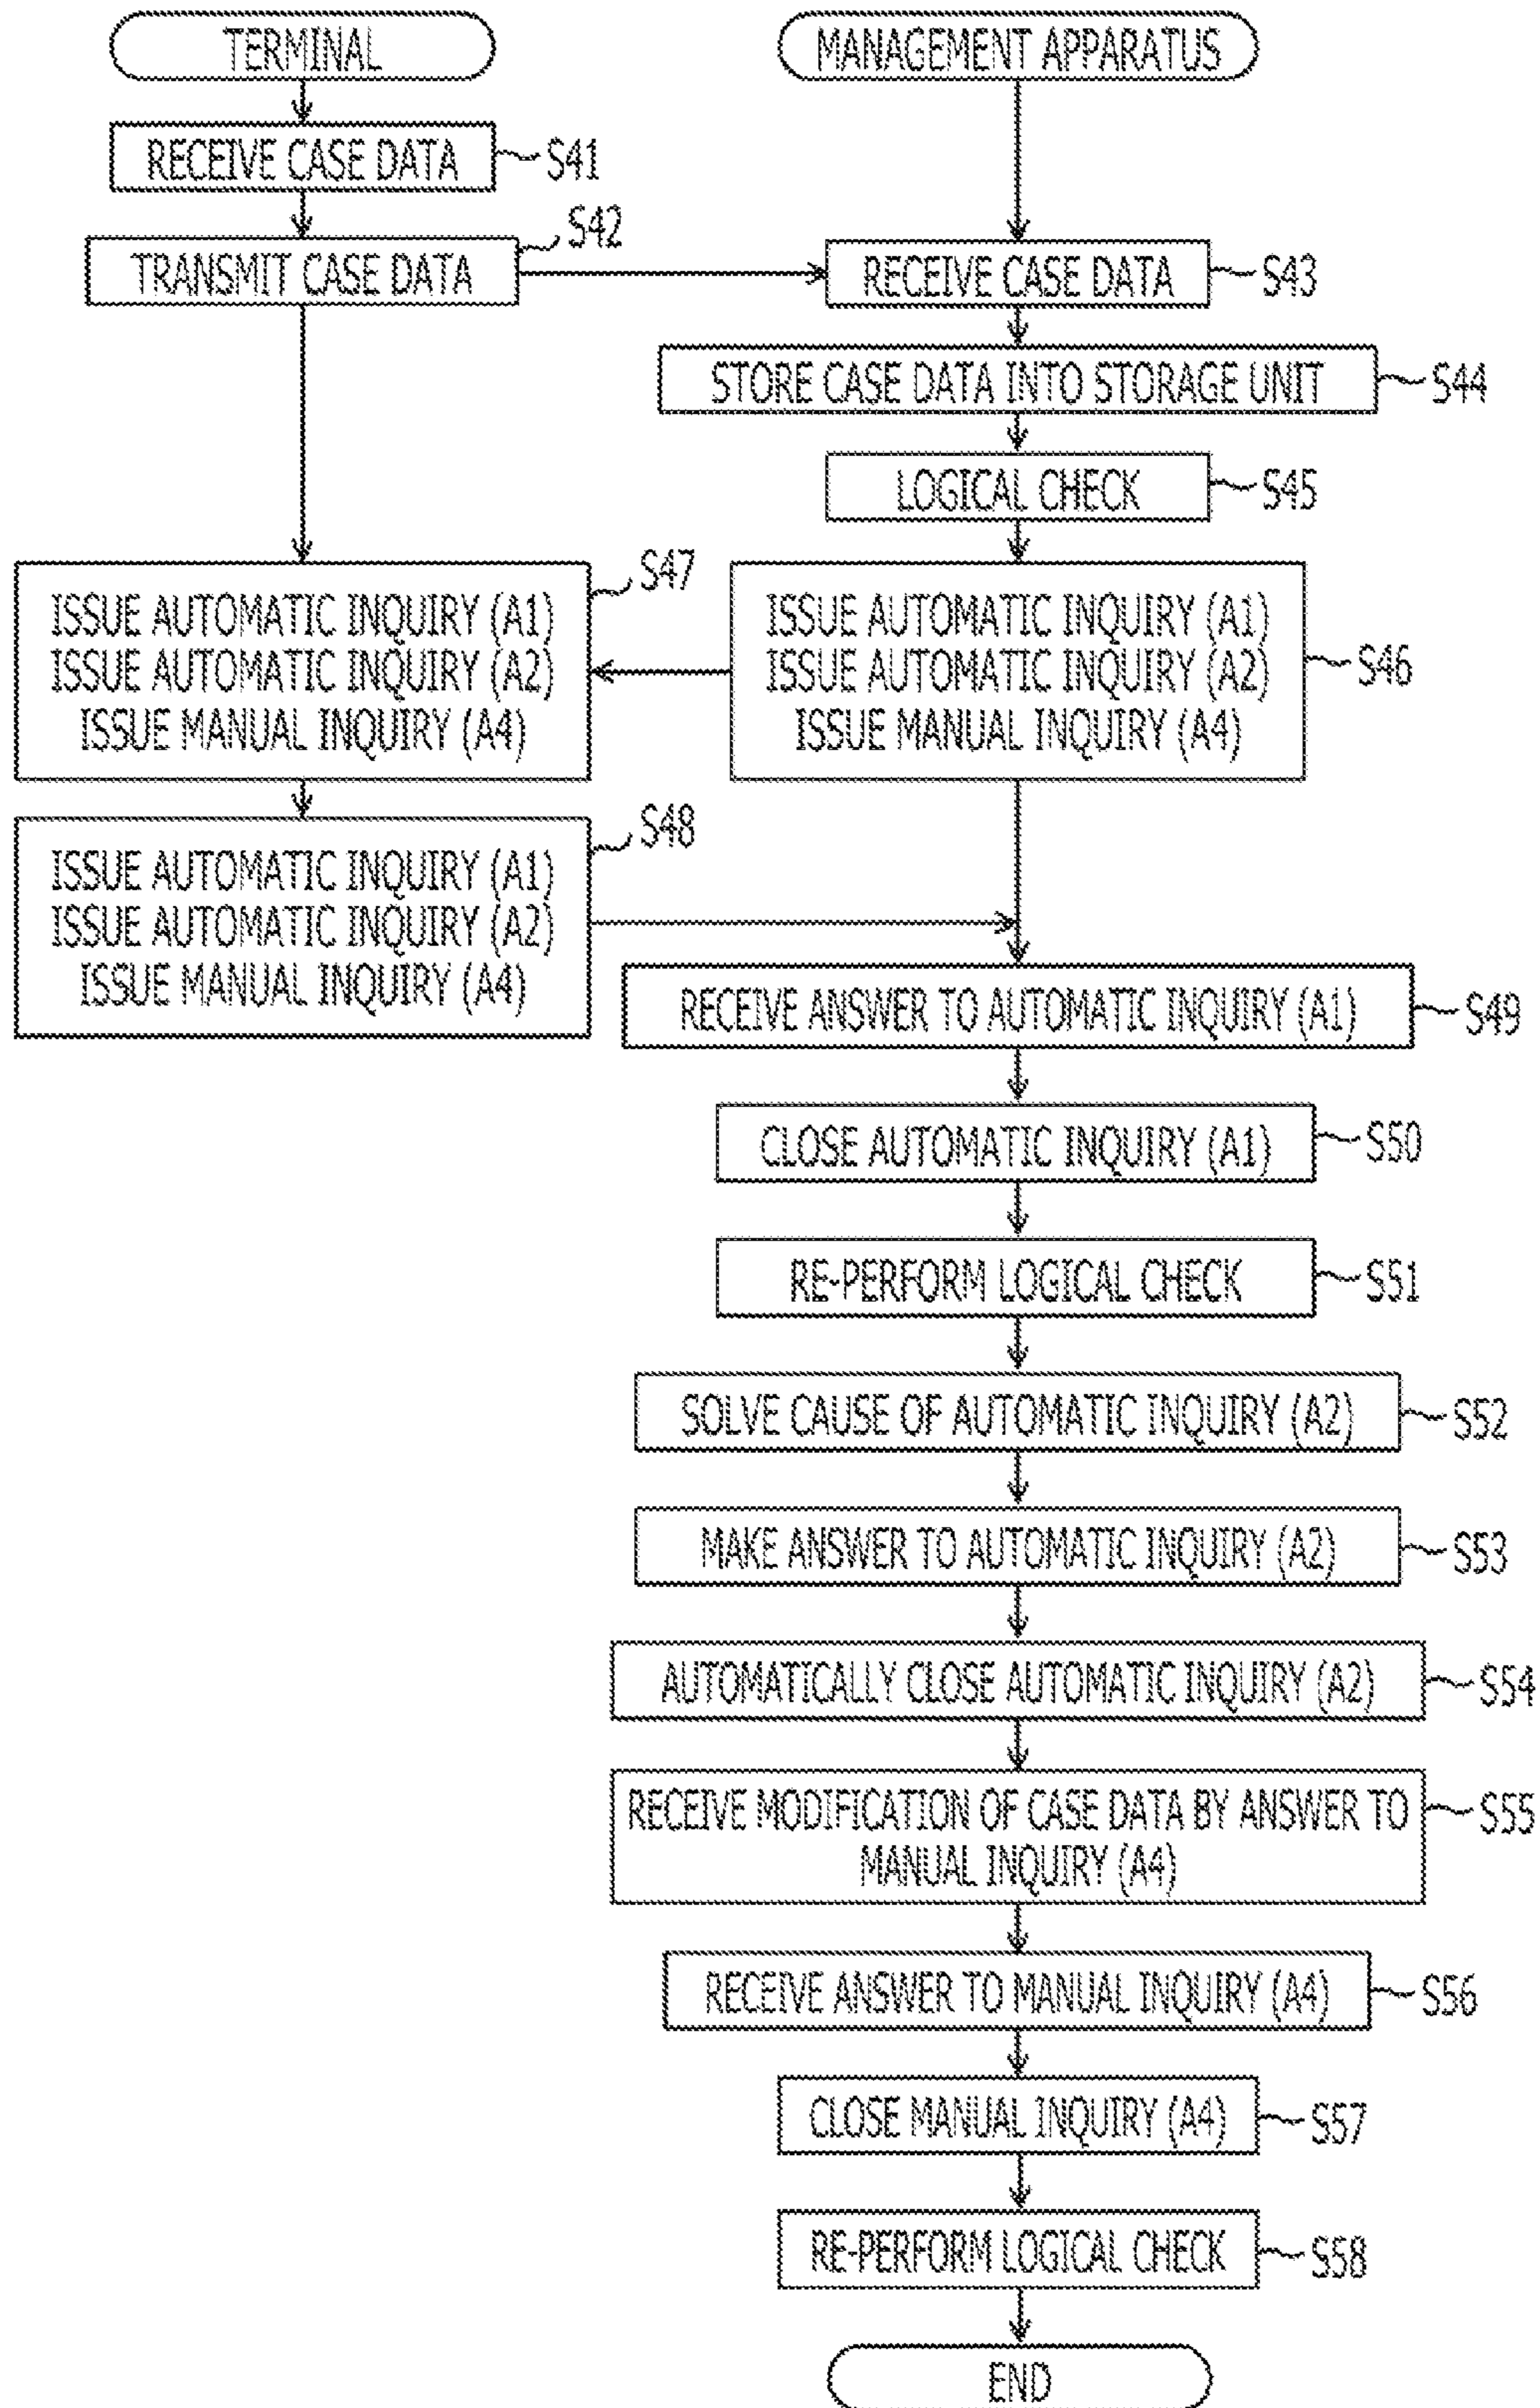 TERMINAL
MANAGEMENT APPARATUS
RECEIVE CASE DATA
S41
TRANSMIT CASE DATA
S42
RECEIVE CASE DATA
S43
STORE CASE DATA INTO STORAGE UNIT
S44
LOGICAL CHECK
S45
ISSUE AUTOMATIC INQUIRY (A1)
ISSUE AUTOMATIC INQUIRY (A2)
ISSUE MANUAL INQUIRY (A4)
S47
ISSUE AUTOMATIC INQUIRY (A1)
ISSUE AUTOMATIC INQUIRY (A2)
ISSUE MANUAL INQUIRY (A4)
S46
ISSUE AUTOMATIC INQUIRY (A1)
ISSUE AUTOMATIC INQUIRY (A2)
ISSUE MANUAL INQUIRY (A4)
S48
RECEIVE ANSWER TO AUTOMATIC INQUIRY (A1)
S49
CLOSE AUTOMATIC INQUIRY (A1)
S50
RE-PERFORM LOGICAL CHECK
S51
SOLVE CAUSE OF AUTOMATIC INQUIRY (A2)
S52
MAKE ANSWER TO AUTOMATIC INQUIRY (A2)
S53
AUTOMATICALLY CLOSE AUTOMATIC INQUIRY (A2)
S54
RECEIVE MODIFICATION OF CASE DATA BY ANSWER TO
MANUAL INQUIRY (A4)
S55
RECEIVE ANSWER TO MANUAL INQUIRY (A4)
S56
CLOSE MANUAL INQUIRY (A4)
S57
RE-PERFORM LOGICAL CHECK
S58
END